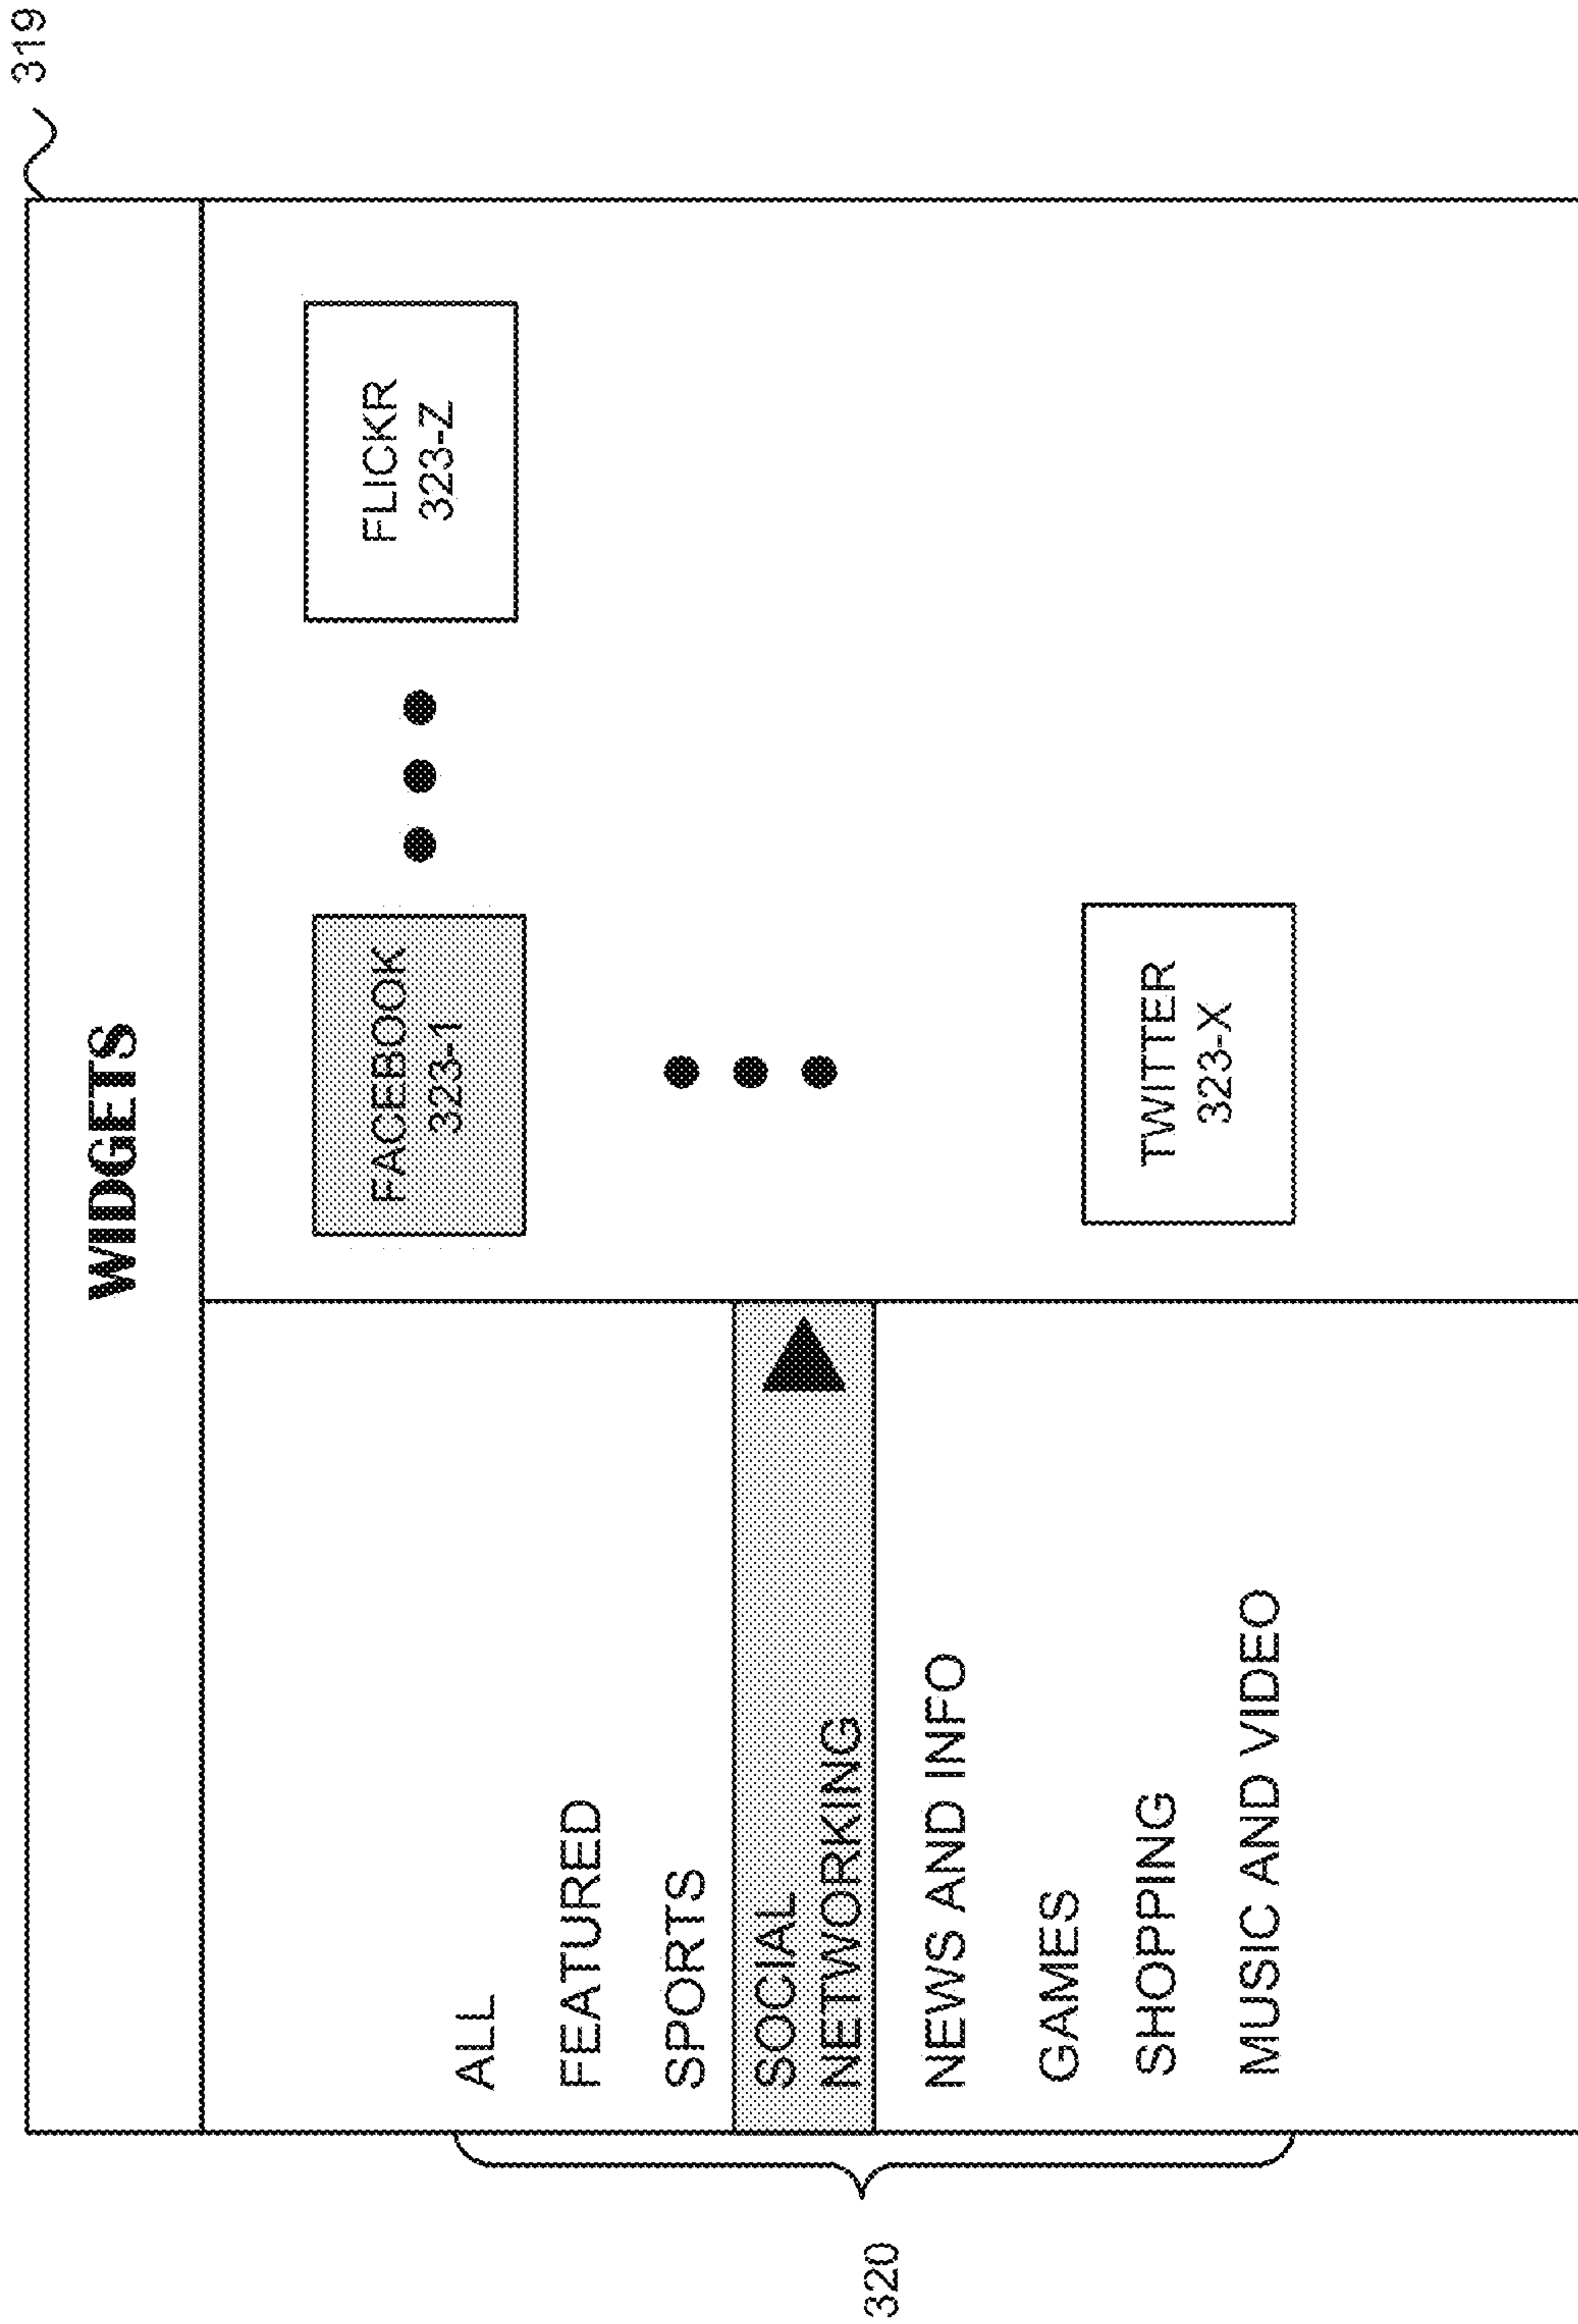 319
WIDGETS
ALL
FEATURED
SPORTS
SOCIAL
NETWORKING
NEWS AND INFO
GAMES
SHOPPING
MUSIC AND VIDEO
320
FACEBOOK
323-1
FLICKR
323-Z
TWITTER
323-X